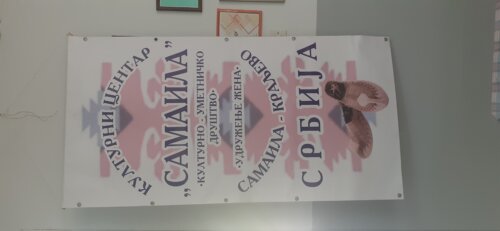 КУЛТУРНИ ЦЕНТАР
„САМАИЛА”
·КУЛТУРНО - УМЕТНИЧКО
ДРУШТВО·
·УДРУЖЕЊЕ ЖЕНА·
САМАИЛА - КРАЉЕВО
СРБИЈА